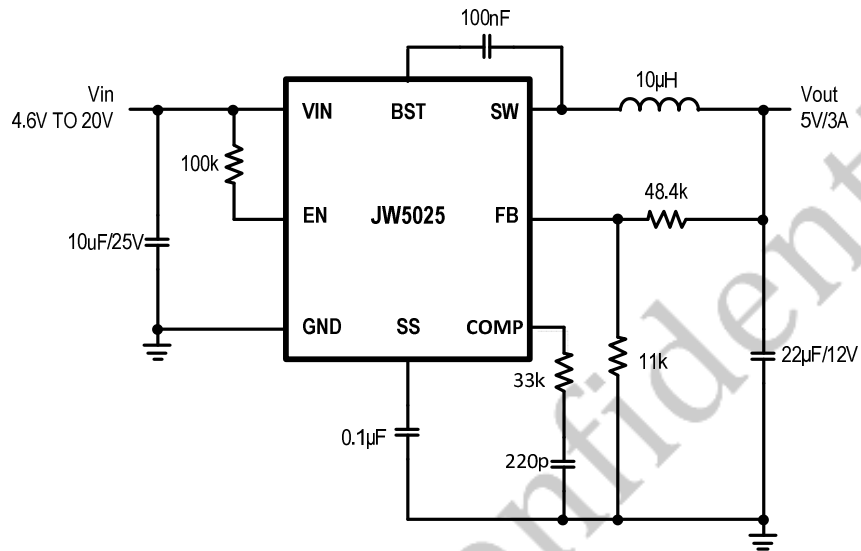 100nF
Vin
4.6V TO 20V
10µH
Vout
5V/3A
VIN
BST
SW
100k
48.4k
EN
JW5025
FB
10uF/25V
GND
SS
COMP
33k
11k
22µF/12V
0.1µF
220p
onfident